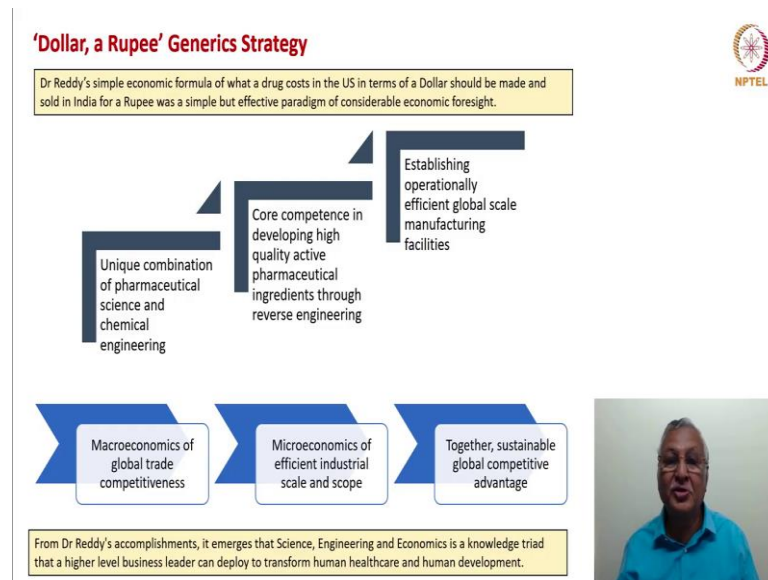 ‘Dollar, a Rupee’ Generics Strategy
NPTEL
Dr Reddy’s simple economic formula of what a drug costs in the US in terms of a Dollar should be made and
sold in India for a Rupee was a simple but effective paradigm of considerable economic foresight.
Unique combination
of pharmaceutical
science and
chemical
engineering
Core competence in
developing high
quality active
pharmaceutical
ingredients through
reverse engineering
Establishing
operationally
efficient global scale
manufacturing
facilities
Macroeconomics of
global trade
competitiveness
Microeconomics of
efficient industrial
scale and scope
Together, sustainable
global competitive
advantage
From Dr Reddy's accomplishments, it emerges that Science, Engineering and Economics is a knowledge triad
that a higher level business leader can deploy to transform human healthcare and human development.